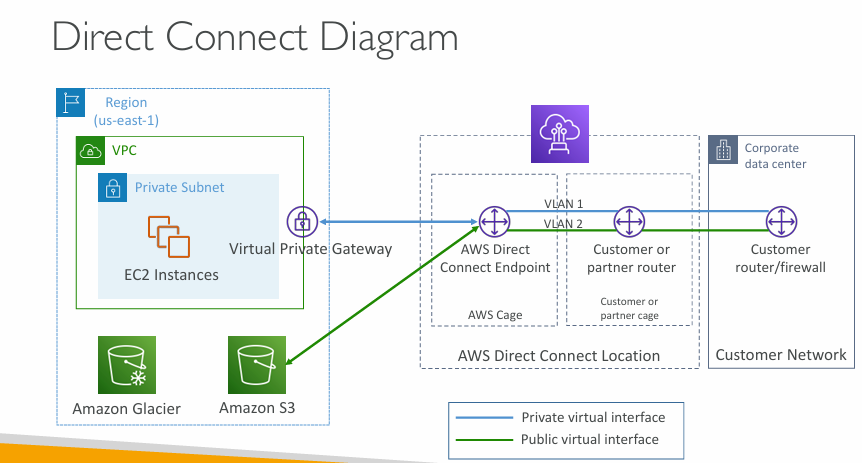 Direct Connect Diagram
Region
(us-east-1)
VPC
Private Subnet
EC2 Instances
Virtual Private Gateway
Amazon Glacier
Amazon S3
VLAN 1
VLAN 2
AWS Direct
Connect Endpoint
AWS Cage
Customer or
partner router
Customer or
partner cage
AWS Direct Connect Location
Corporate
data center
Customer
router/firewall
Customer Network
Private virtual interface
Public virtual interface